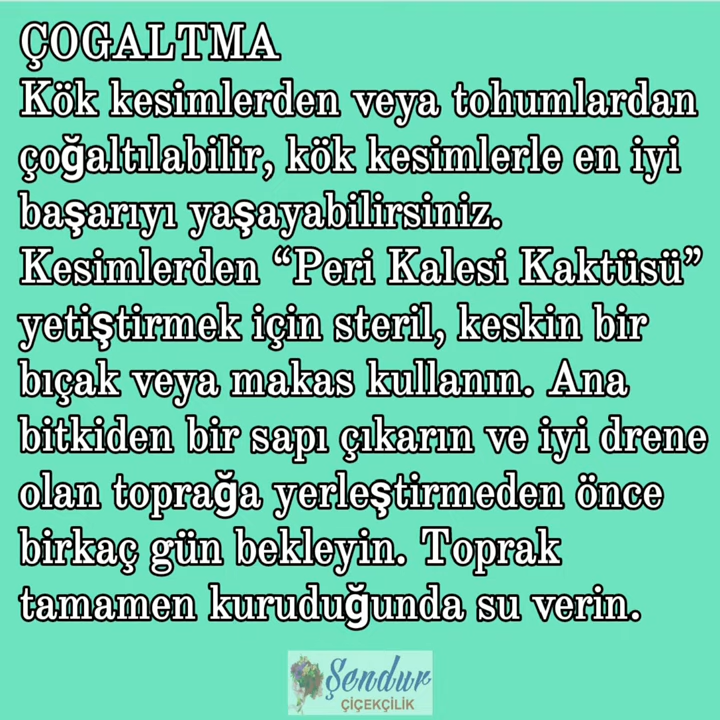 ÇOGALTMA
Kök kesimlerden veya tohumlardan
çoğaltılabilir, kök kesimlerle en iyi
başarıyı yaşayabilirsiniz.
Kesimlerden “Peri Kalesi Kaktüsü”
yetiştirmek için steril, keskin bir
bıçak veya makas kullanın. Ana
bitkiden bir sapı çıkarın ve iyi drene
olan toprağa yerleştirmeden önce
birkaç gün bekleyin. Toprak
tamamen kuruduğunda su verin.
Şendur
ÇİÇEKÇİLİK